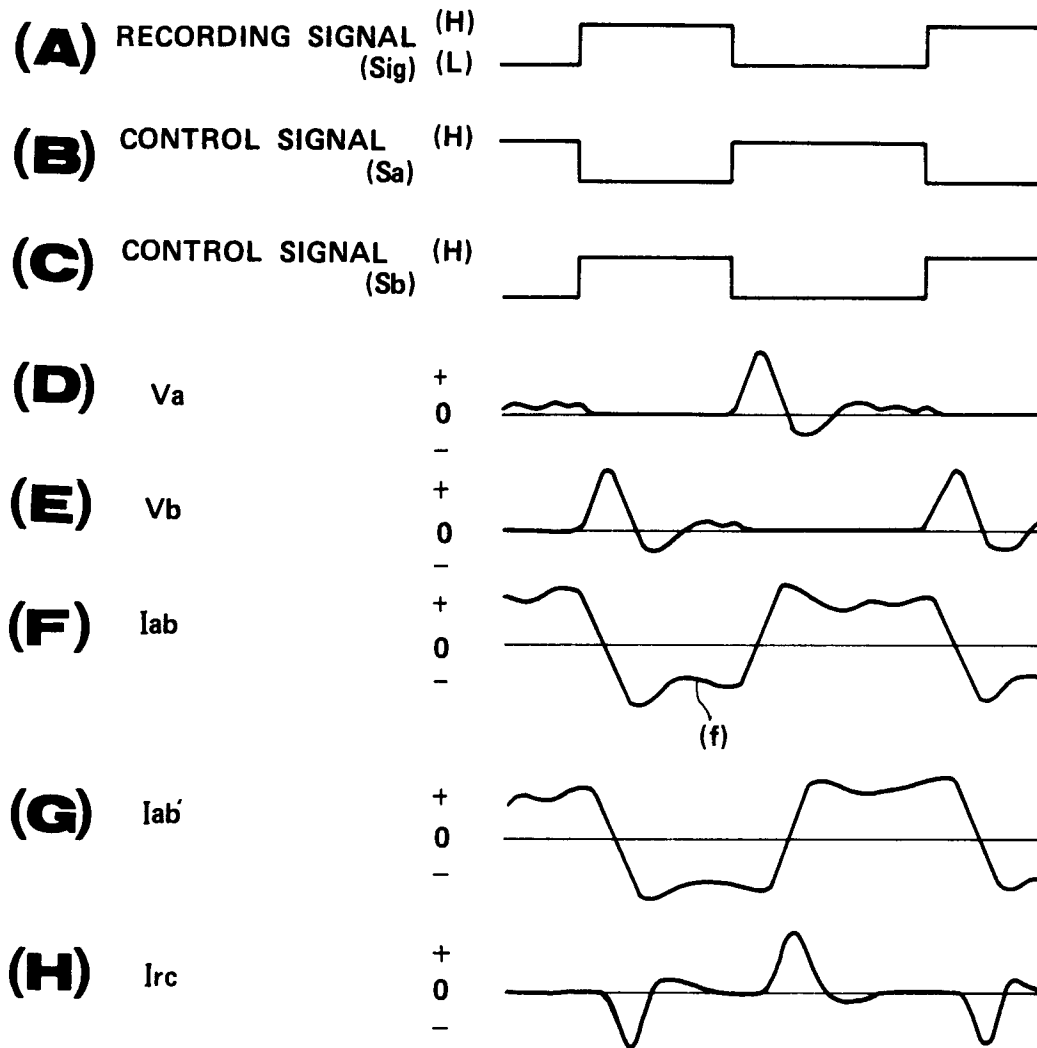 (A) RECORDING SIGNAL (H)
(Sig) (L)
(B) CONTROL SIGNAL (H)
(Sa)
(C) CONTROL SIGNAL (H)
(Sb)
(D) Va
+
0
−
(E) Vb
+
0
−
(F) Iab
+
0
−
(f)
(G) Iab′
+
0
−
(H) Irc
+
0
−